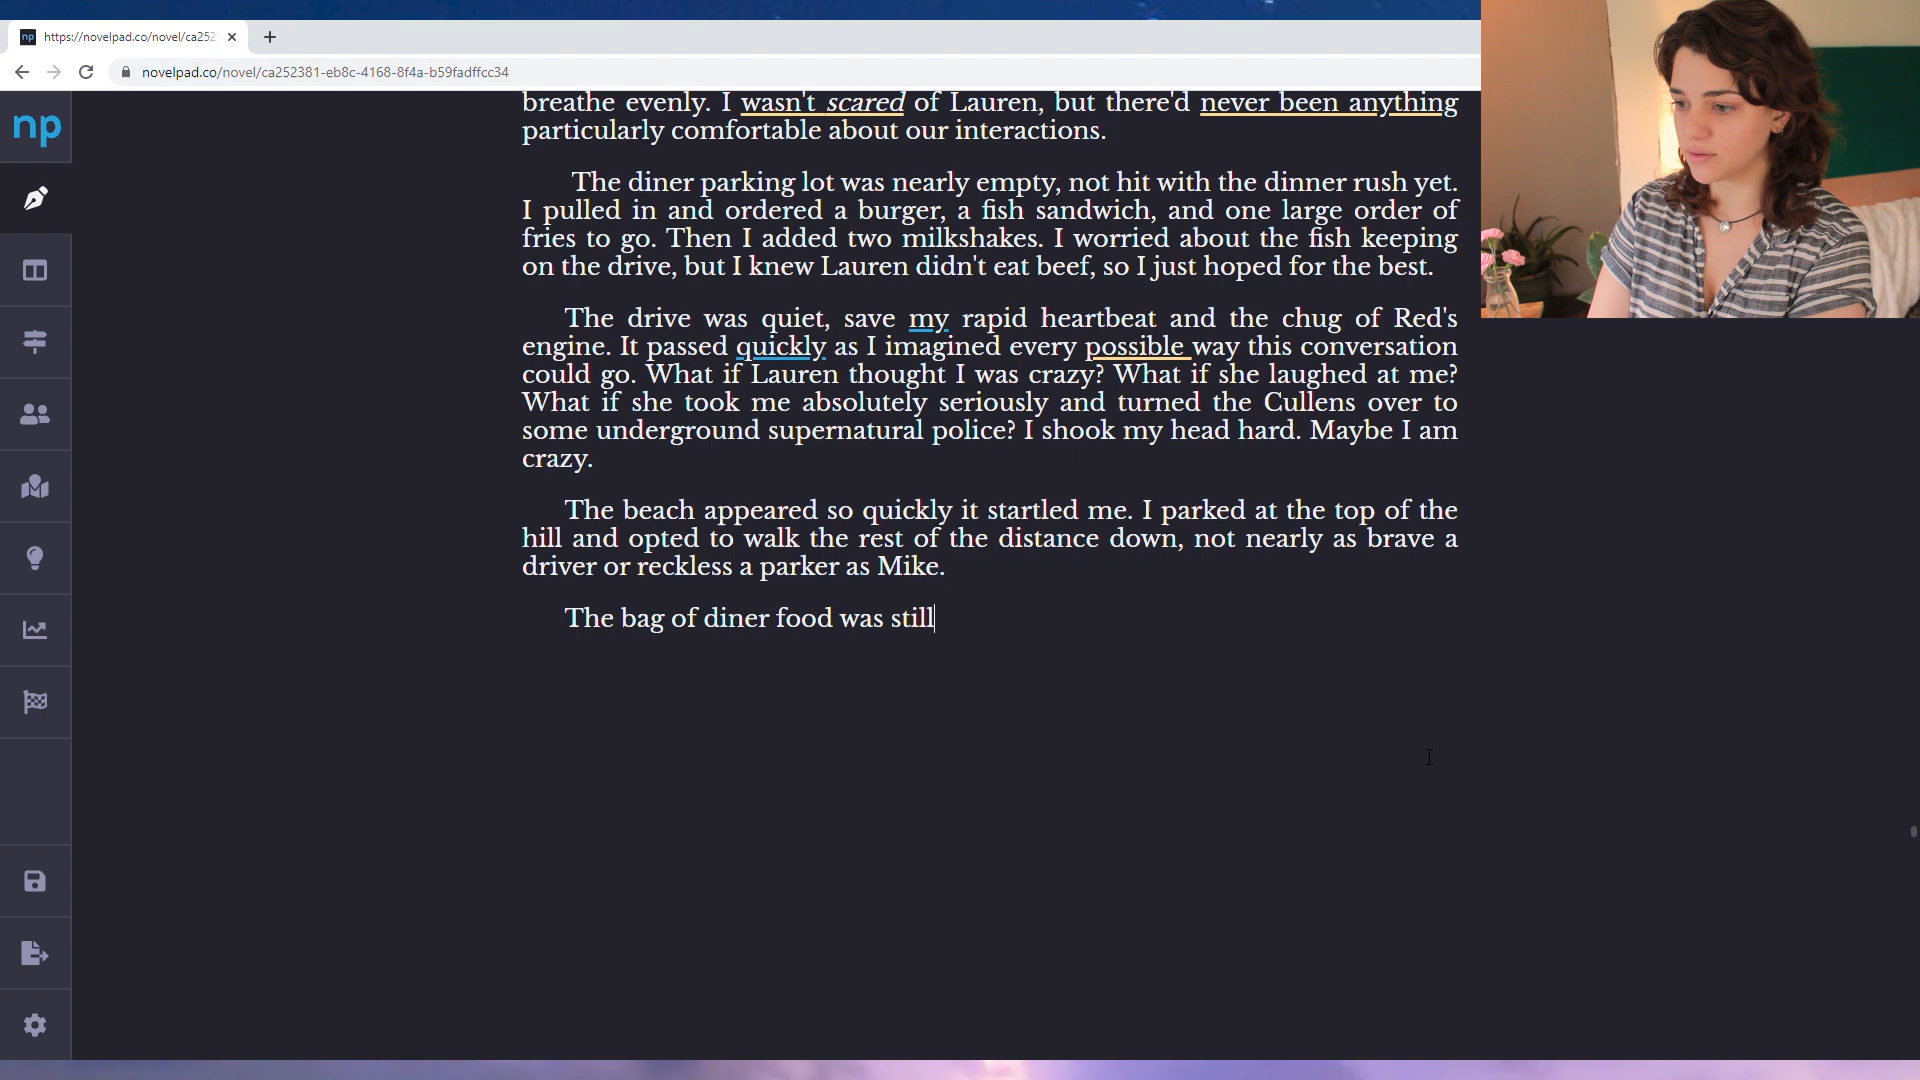 np https://novelpad.co/novel/ca252
novelpad.co/novel/ca252381-eb8c-4168-8f4a-b59fadffcc34
np
breathe evenly. I wasn't scared of Lauren, but there'd never been anything
particularly comfortable about our interactions.
The diner parking lot was nearly empty, not hit with the dinner rush yet.
I pulled in and ordered a burger, a fish sandwich, and one large order of
fries to go. Then I added two milkshakes. I worried about the fish keeping
on the drive, but I knew Lauren didn't eat beef, so I just hoped for the best.
The drive was quiet, save my rapid heartbeat and the chug of Red's
engine. It passed quickly as I imagined every possible way this conversation
could go. What if Lauren thought I was crazy? What if she laughed at me?
What if she took me absolutely seriously and turned the Cullens over to
some underground supernatural police? I shook my head hard. Maybe I am
crazy.
The beach appeared so quickly it startled me. I parked at the top of the
hill and opted to walk the rest of the distance down, not nearly as brave a
driver or reckless a parker as Mike.
The bag of diner food was still